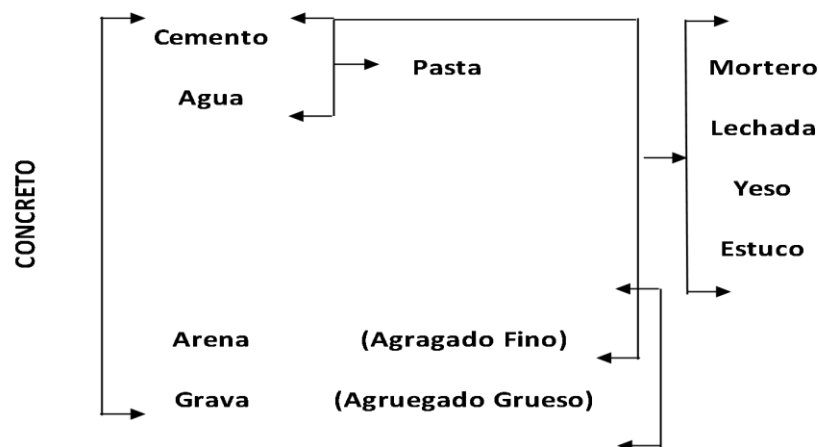 CONCRETO
Cemento
Agua
Pasta
Arena (Agragado Fino)
Grava (Agruegado Grueso)
Mortero
Lechada
Yeso
Estuco